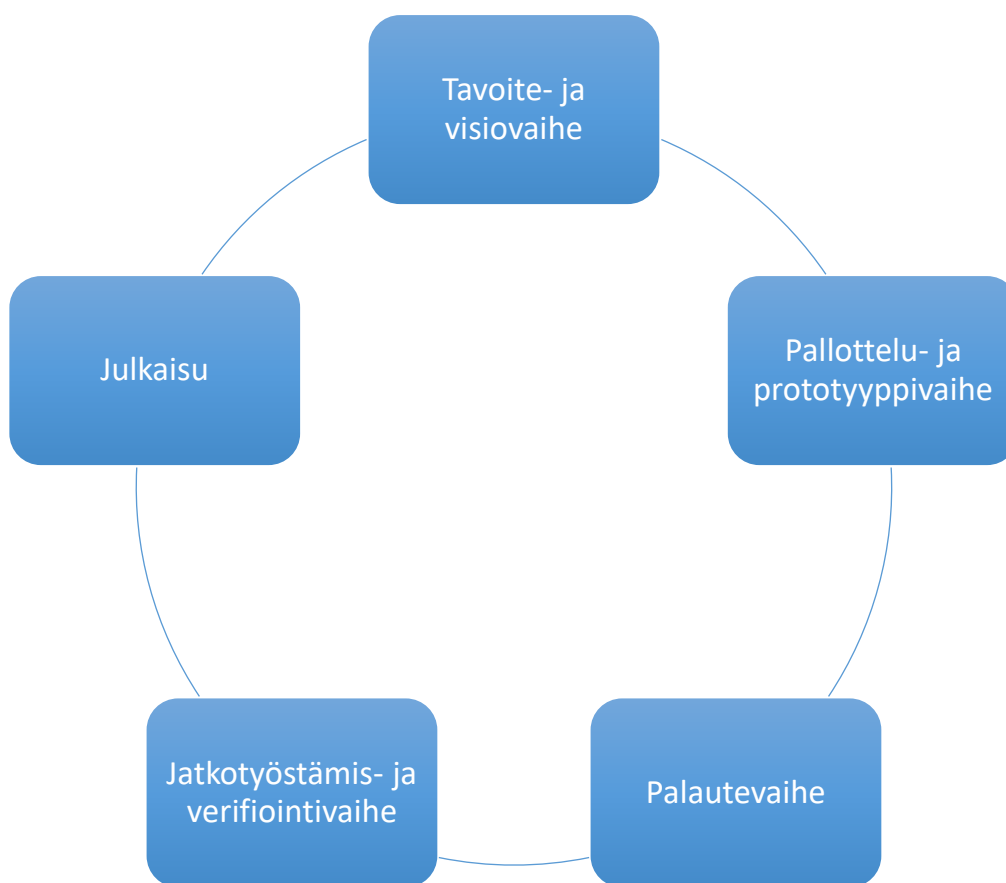 Tavoite- ja
visiovaihe
Pallottelu- ja
prototyyppivaihe
Palautevaihe
Jatkotyöstämis- ja
verifiointivaihe
Julkaisu